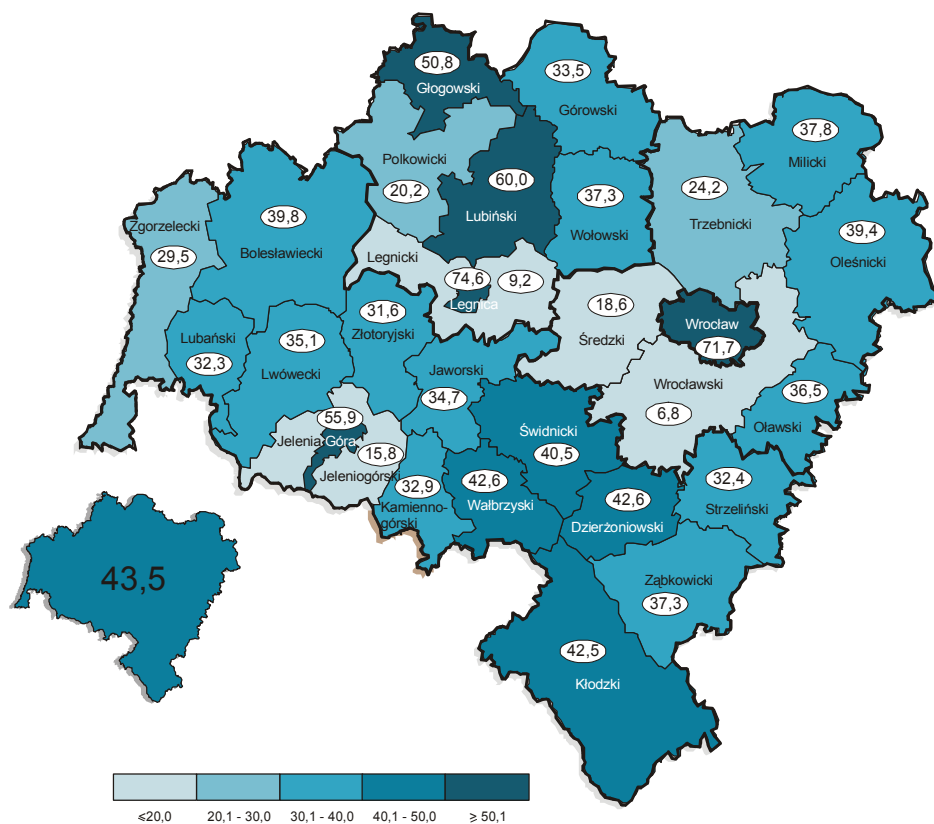 50,8
Głogowski
33,5
Górowski
37,8
Milicki
Polkowicki
20,2
60,0
Lubiński
37,3
Wołowski
24,2
Trzebnicki
39,4
Oleśnicki
Zgorzelecki
29,5
39,8
Bolesławiecki
Legnicki
74,6
Legnica
9,2
18,6
Średzki
Wrocław
71,7
31,6
Złotoryjski
Lubański
32,3
35,1
Lwówecki
Jaworski
34,7
Wrocławski
6,8
36,5
Oławski
55,9
Jelenia Góra
15,8
Jeleniogórski
Świdnicki
40,5
32,9
Kamienno-
górski
42,6
Wałbrzyski
42,6
Dzierżoniowski
32,4
Strzeliński
Ząbkowicki
37,3
43,5
42,5
Kłodzki
≤20,0 20,1 - 30,0 30,1 - 40,0 40,1 - 50,0 ≥ 50,1